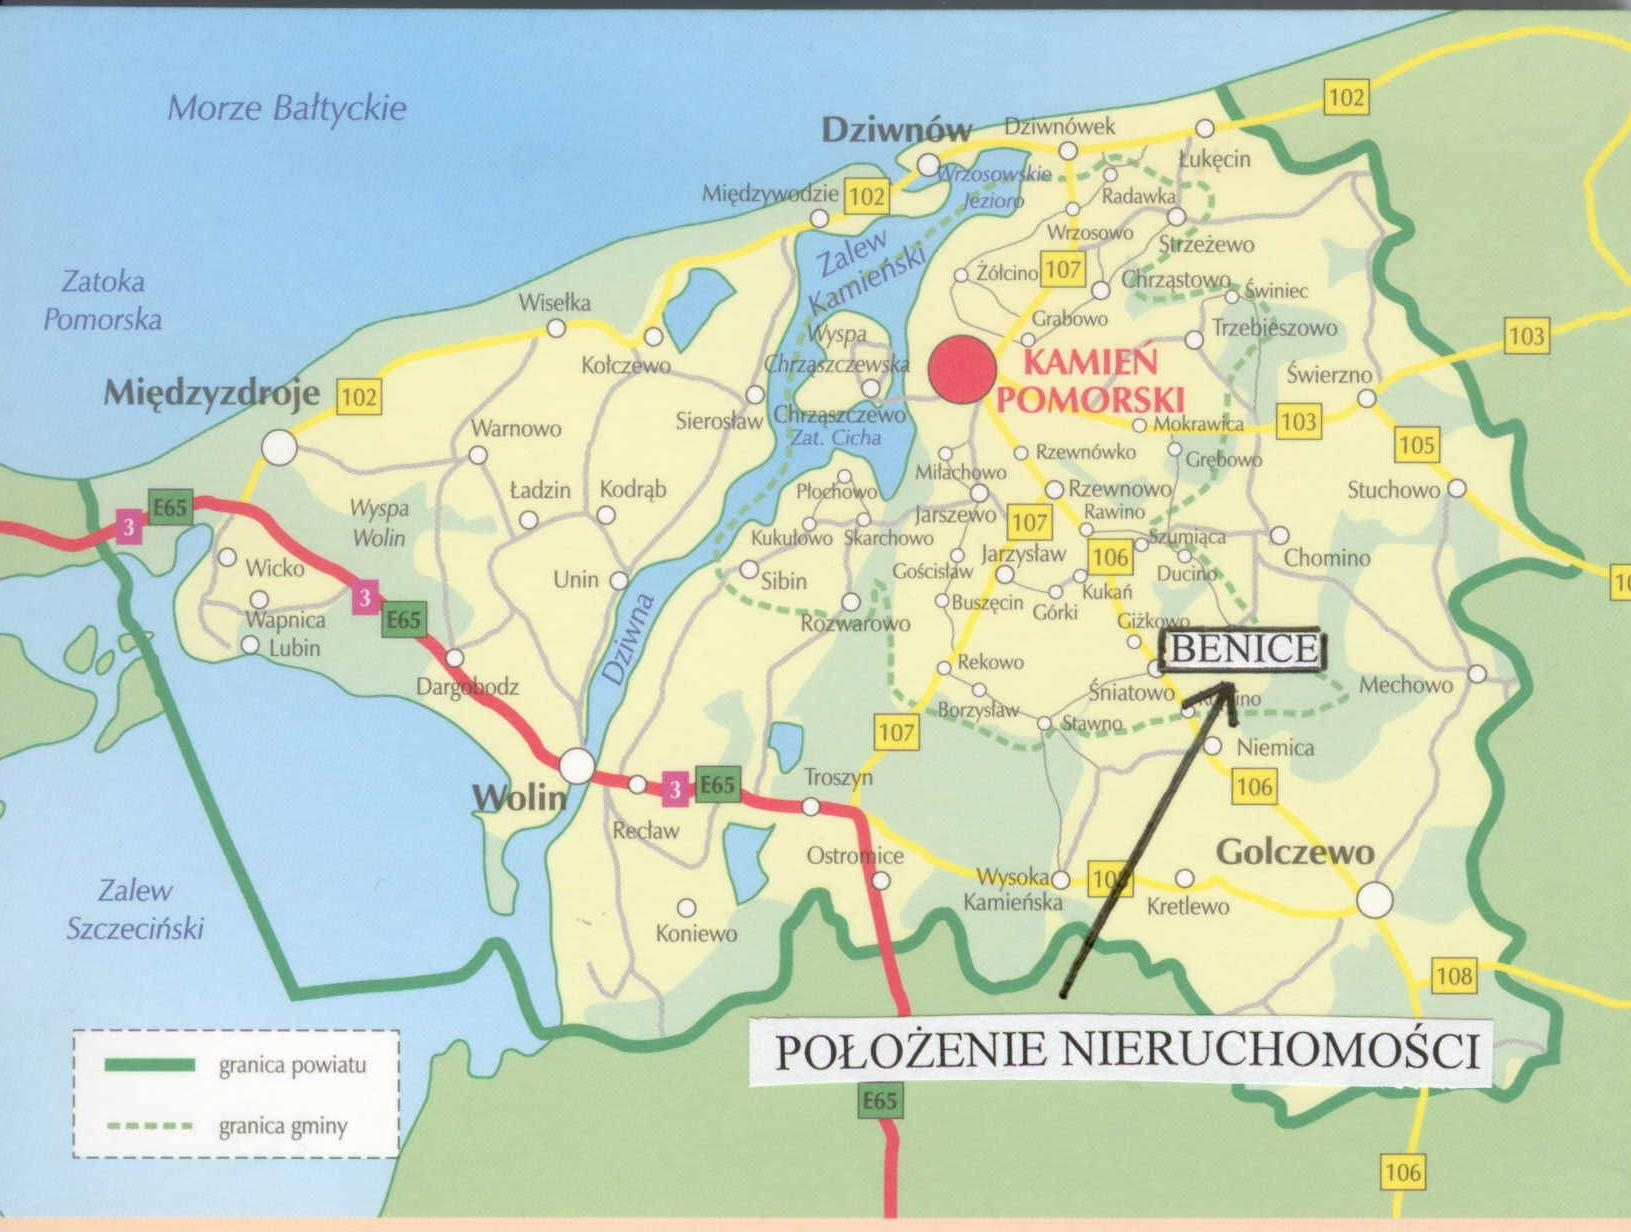 Morze Bałtyckie
Dziwnów
Dziwnówek
102
Łukęcin
Międzywodzie
102
Wrzosowskie
Jezioro
Radawka
Wrzosowo
Strzeżewo
Zalew
Kamieński
Zatoka
Pomorska
Żółcino
107
Chrząstowo
Świniec
Wisełka
Grabowo
Trzebieszowo
103
Wyspa
Chrząszczewska
Kołczewo
KAMIEŃ
POMORSKI
Świerzno
Międzyzdroje
102
Sierosław
Chrząszczewo
Zat. Cicha
Mokrawica
103
Warnowo
Rzewnówko
Grębowo
105
Miłachowo
Ładzin
Kodrąb
Płochowo
Rzewnowo
Stuchowo
Wyspa
Wolin
E65
3
Jarszewo
107
Rawino
Kukułowo
Skarchowo
Szumiąca
Jarzysław
106
Chomino
Wicko
Unin
Sibin
Gościsław
Ducino
Kukań
Górki
Buszęcin
3
E65
Wapnica
Rozwarowo
Giżkowo
Lubin
Dziwna
BENICE
Rekowo
Dargobodz
Śniatowo
Mechowo
Borzysław
Stawno
107
Niemica
Wolin
3
E65
Troszyn
106
Recław
Ostromice
Golczewo
Zalew
Szczeciński
Wysoka
Kamieńska
Kretlewo
Koniewo
108
POŁOŻENIE NIERUCHOMOŚCI
granica powiatu
E65
granica gminy
106